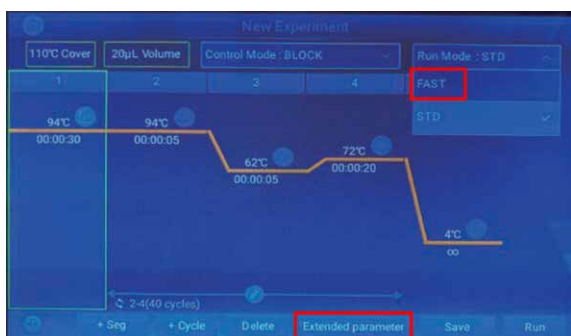 New Experiment
110℃ Cover
20μL Volume
Control Mode : BLOCK
Run Mode : STD
1
2
3
4
FAST
STD
94℃
00:00:30
94℃
00:00:05
62℃
00:00:05
72℃
00:00:20
4℃
∞
2-4(40 cycles)
+ Seg
+ Cycle
Delete
Extended parameter
Save
Run